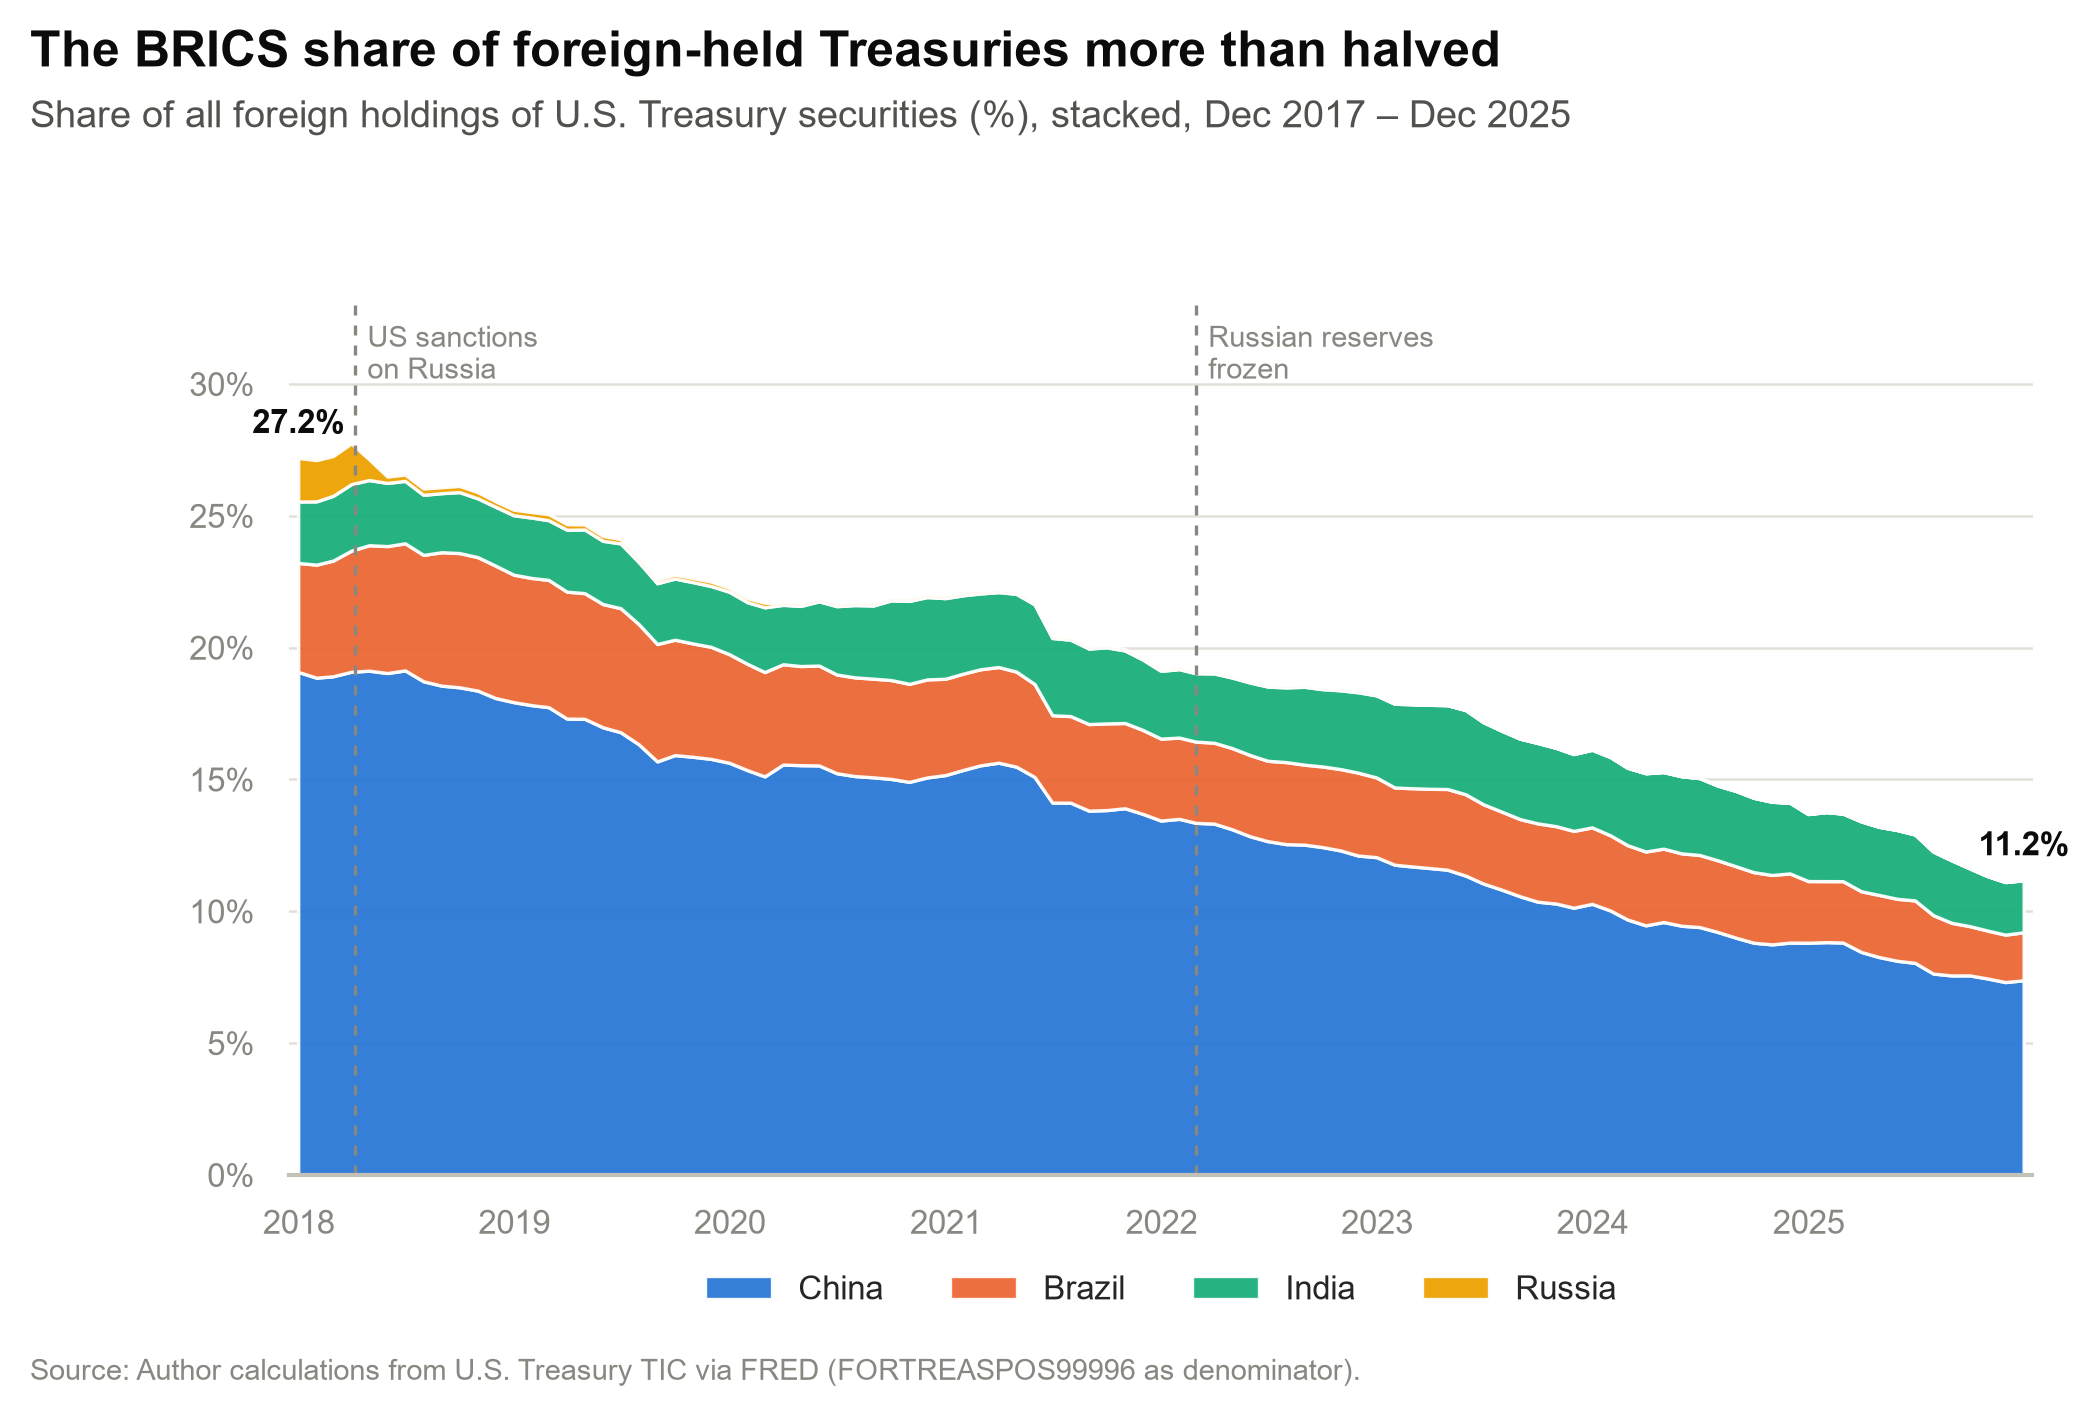 The BRICS share of foreign-held Treasuries more than halved
Share of all foreign holdings of U.S. Treasury securities (%), stacked, Dec 2017 – Dec 2025
US sanctions
on Russia
Russian reserves
frozen
30%
27.2%
25%
20%
15%
11.2%
10%
5%
0%
2018 2019 2020 2021 2022 2023 2024 2025
China Brazil India Russia
Source: Author calculations from U.S. Treasury TIC via FRED (FORTREASPOS99996 as denominator).